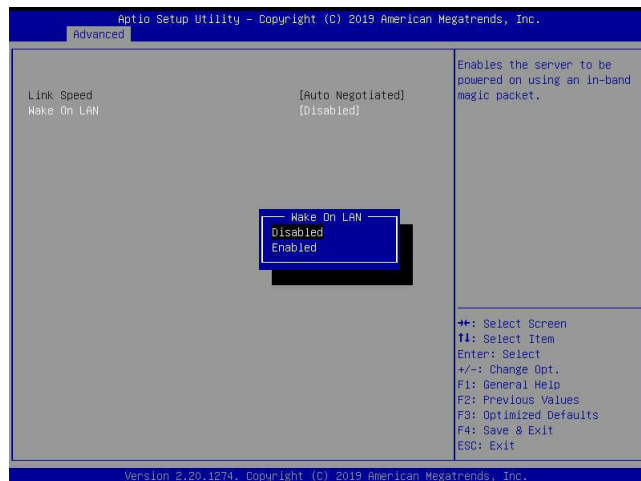 Aptio Setup Utility – Copyright (C) 2019 American Megatrends, Inc.
Advanced
Link Speed [Auto Negotiated]
Wake On LAN [Disabled]
Wake On LAN
Disabled
Enabled
Enables the server to be
powered on using an in-band
magic packet.
→←: Select Screen
↑↓: Select Item
Enter: Select
+/-: Change Opt.
F1: General Help
F2: Previous Values
F3: Optimized Defaults
F4: Save & Exit
ESC: Exit
Version 2.20.1274. Copyright (C) 2019 American Megatrends, Inc.